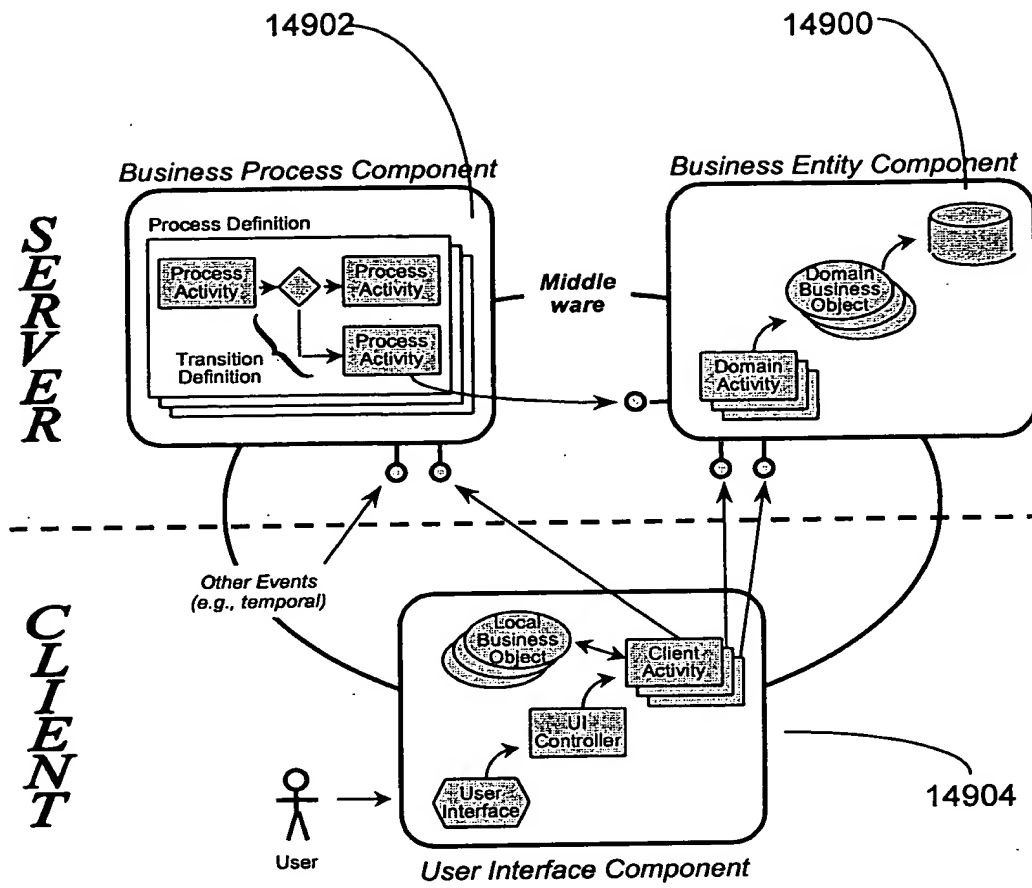 14902
14900
Business Process Component
Business Entity Component
SERVER
Process Definition
Process
Activity
Process
Activity
Process
Activity
Transition
Definition
Middle
ware
Domain
Business
Object
Domain
Activity
Other Events
(e.g., temporal)
CLIENT
Local
Business
Object
Client
Activity
UI
Controller
User
Interface
User
14904
User Interface Component